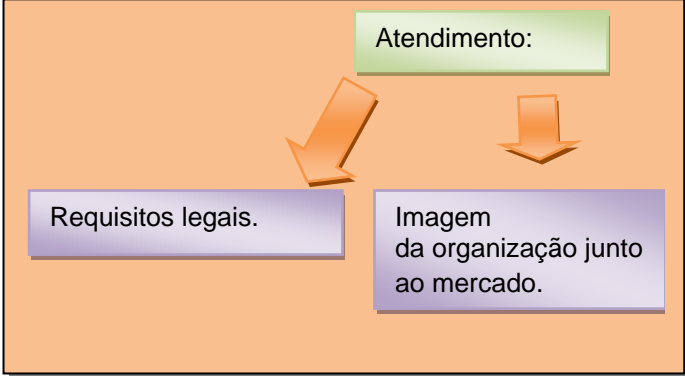 Atendimento:
Requisitos legais.
Imagem
da organização junto
ao mercado.